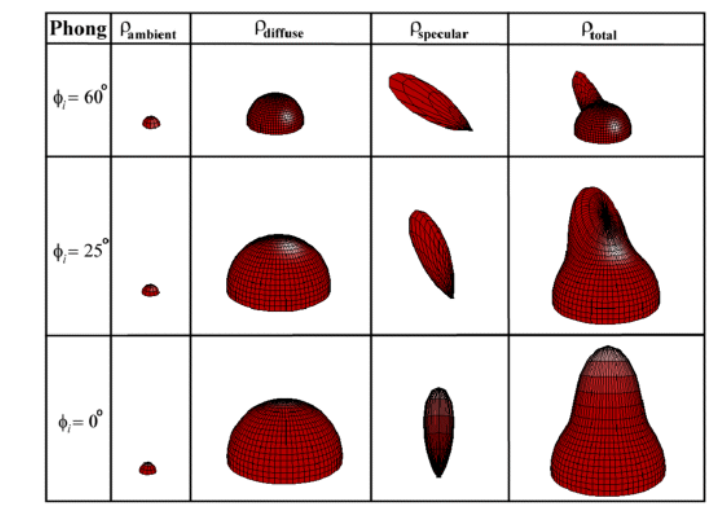 Phong ρambient ρdiffuse ρspecular ρtotal
ϕi = 60°
ϕi = 25°
ϕi = 0°